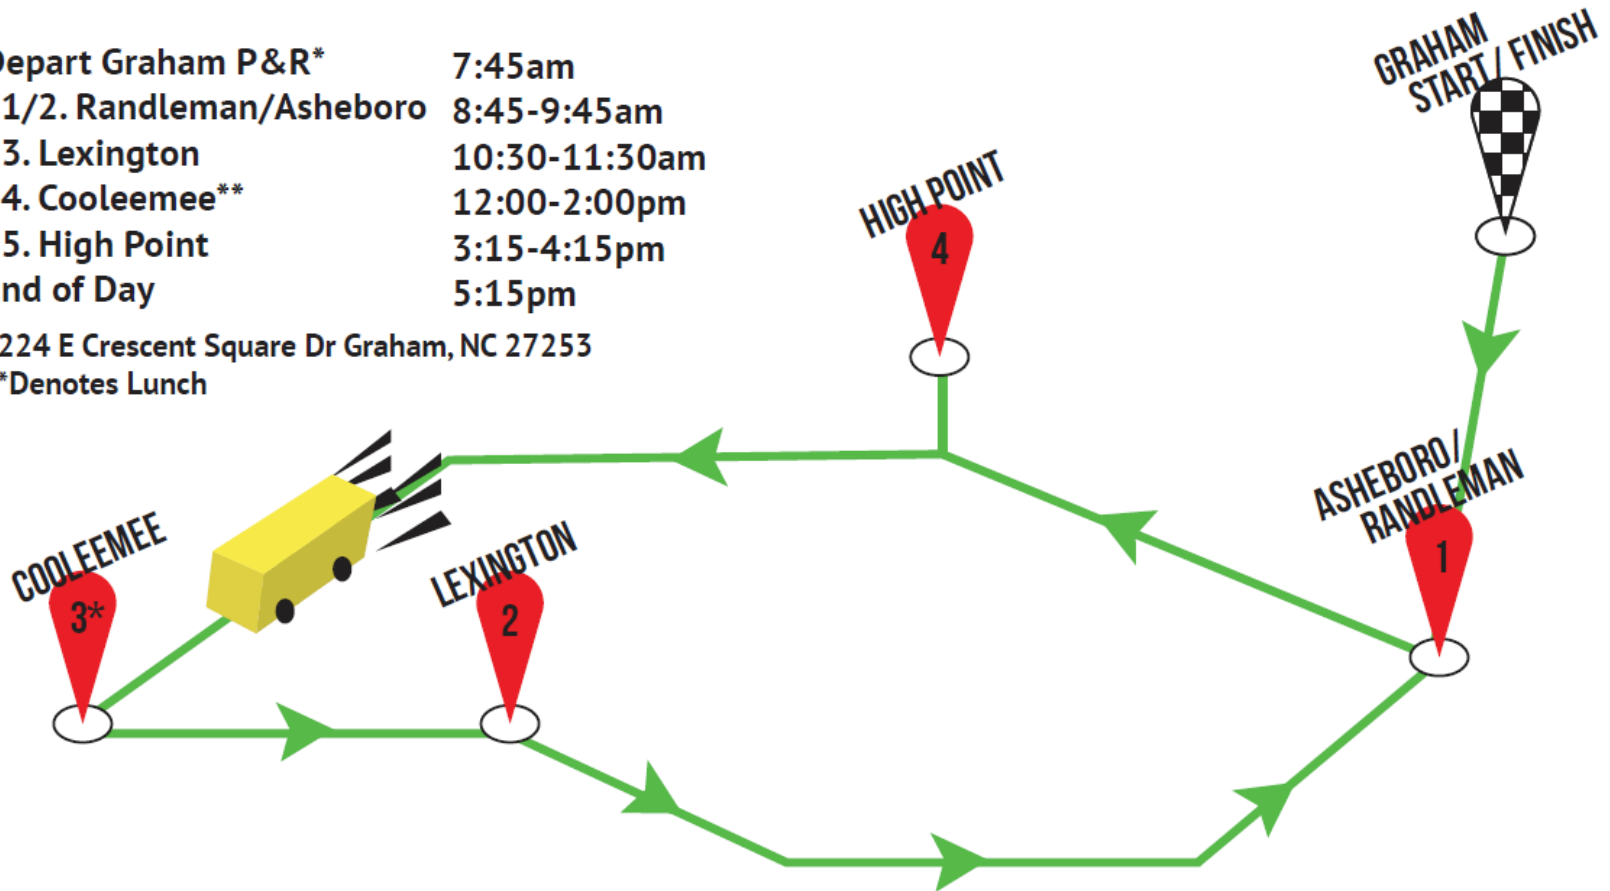 epart Graham P&R* 7:45am
1/2. Randleman/Asheboro 8:45-9:45am
3. Lexington 10:30-11:30am
4. Cooleemee** 12:00-2:00pm
5. High Point 3:15-4:15pm
nd of Day 5:15pm
224 E Crescent Square Dr Graham, NC 27253
*Denotes Lunch
GRAHAM
START/ FINISH
HIGH POINT
4
ASHEBORO/
RANDLEMAN
1
COOLEEMEE
3*
LEXINGTON
2